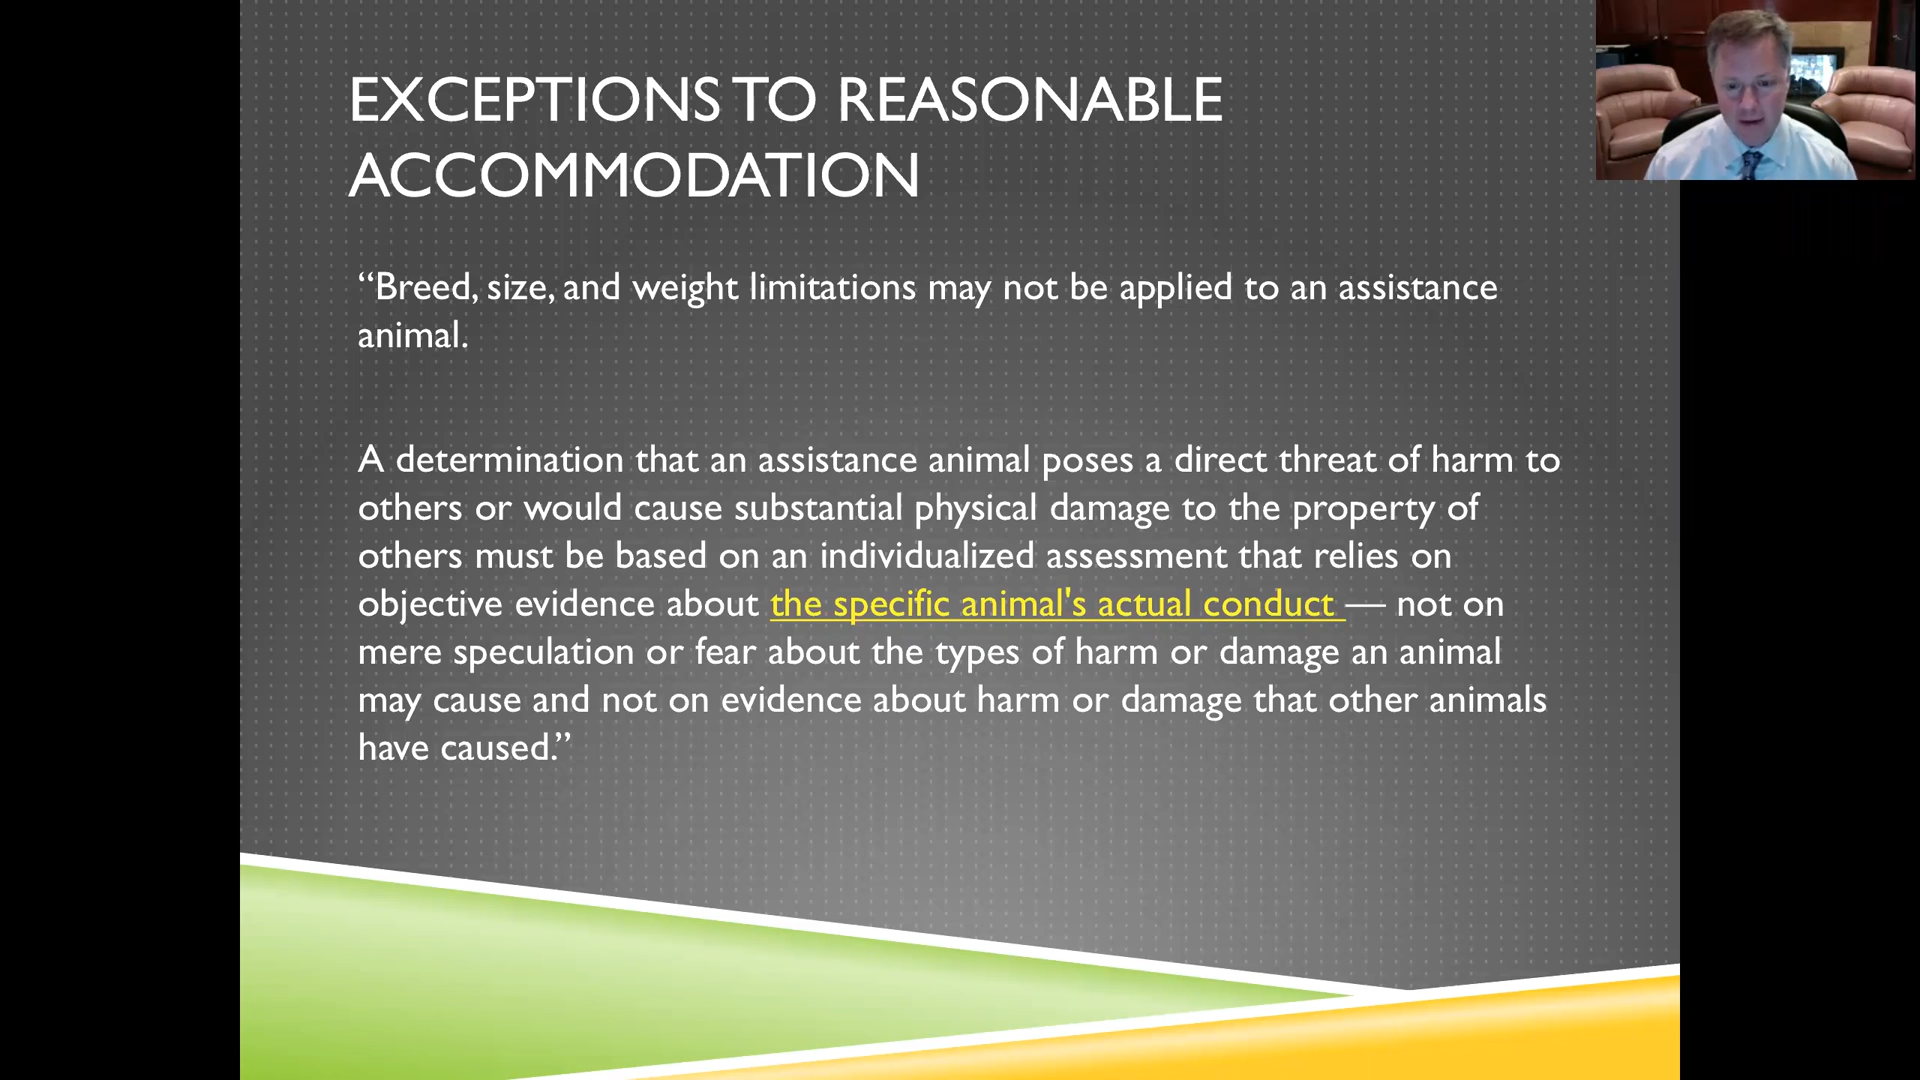 EXCEPTIONS TO REASONABLE
ACCOMMODATION
“Breed, size, and weight limitations may not be applied to an assistance
animal.
A determination that an assistance animal poses a direct threat of harm to
others or would cause substantial physical damage to the property of
others must be based on an individualized assessment that relies on
objective evidence about the specific animal's actual conduct — not on
mere speculation or fear about the types of harm or damage an animal
may cause and not on evidence about harm or damage that other animals
have caused.”